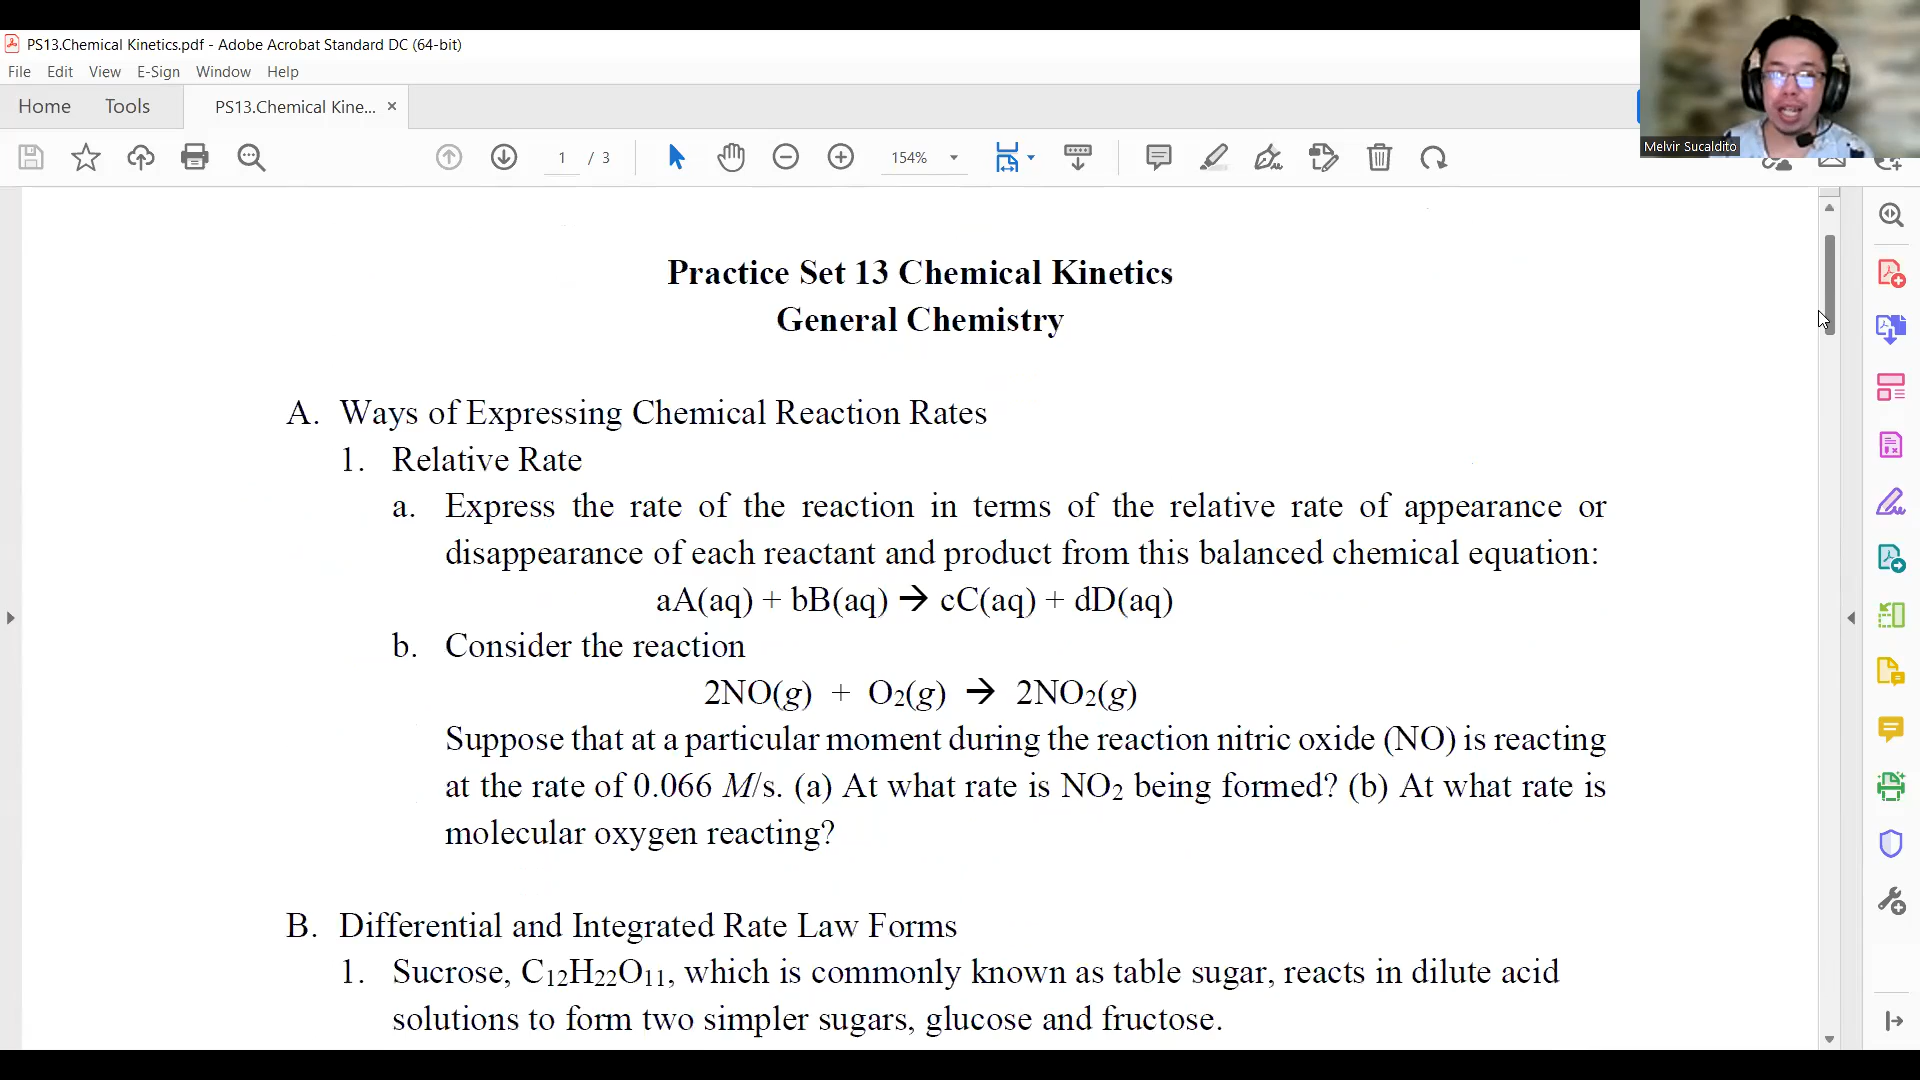 PS13.Chemical Kinetics.pdf - Adobe Acrobat Standard DC (64-bit)
File Edit View E-Sign Window Help
Home Tools PS13.Chemical Kine... ×
1 / 3 154%
Melvir Sucaldito
Practice Set 13 Chemical Kinetics
General Chemistry
A. Ways of Expressing Chemical Reaction Rates
1. Relative Rate
a. Express the rate of the reaction in terms of the relative rate of appearance or
disappearance of each reactant and product from this balanced chemical equation:
aA(aq) + bB(aq) → cC(aq) + dD(aq)
b. Consider the reaction
2NO(g) + O₂(g) → 2NO₂(g)
Suppose that at a particular moment during the reaction nitric oxide (NO) is reacting
at the rate of 0.066 M/s. (a) At what rate is NO₂ being formed? (b) At what rate is
molecular oxygen reacting?
B. Differential and Integrated Rate Law Forms
1. Sucrose, C₁₂H₂₂O₁₁, which is commonly known as table sugar, reacts in dilute acid
solutions to form two simpler sugars, glucose and fructose.